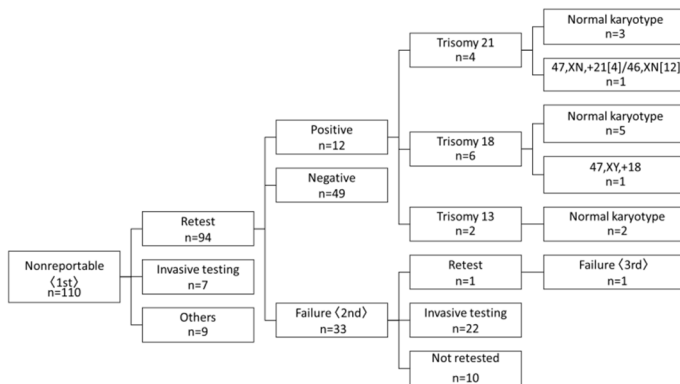 Nonreportable
〈1st〉
n=110
Retest
n=94
Invasive testing
n=7
Others
n=9
Positive
n=12
Negative
n=49
Failure〈2nd〉
n=33
Trisomy 21
n=4
Trisomy 18
n=6
Trisomy 13
n=2
Retest
n=1
Invasive testing
n=22
Not retested
n=10
Normal karyotype
n=3
47,XN,+21[4]/46,XN[12]
n=1
Normal karyotype
n=5
47,XY,+18
n=1
Normal karyotype
n=2
Failure〈3rd〉
n=1